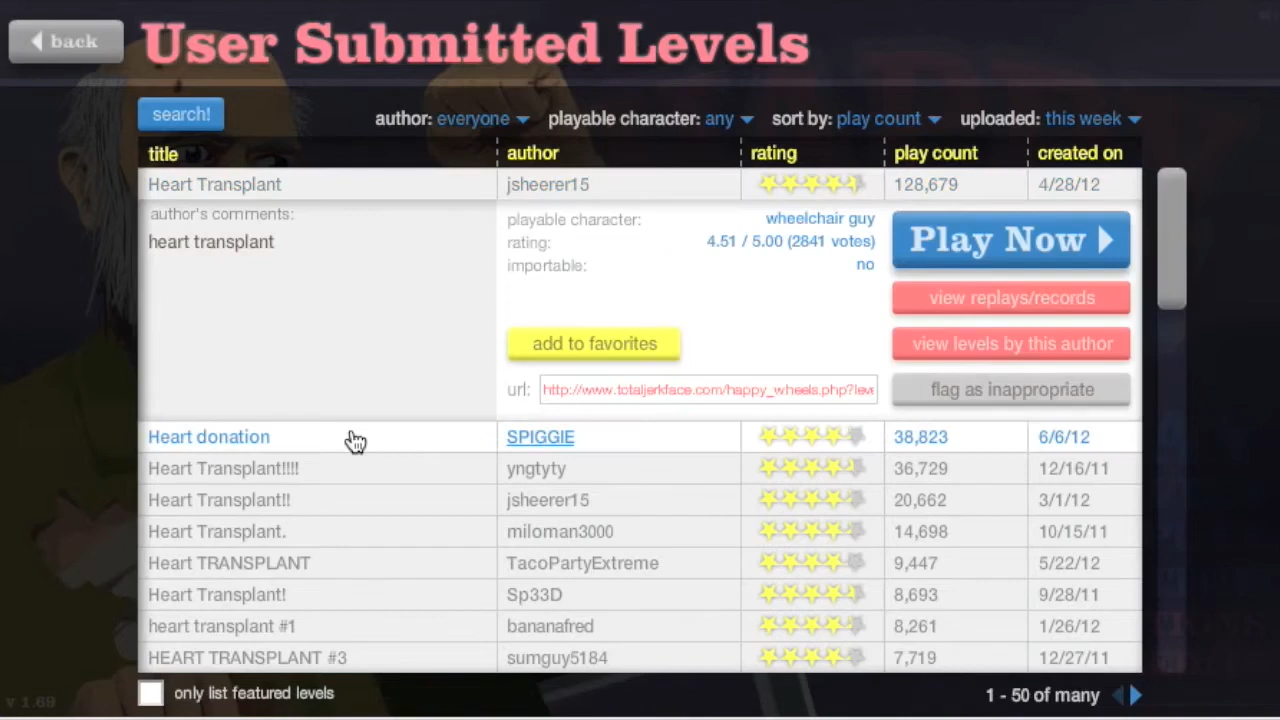 back
User Submitted Levels
search!
author: everyone playable character: any sort by: play count uploaded: this week
title author rating play count created on
Heart Transplant jsheerer15 128,679 4/28/12
author's comments:
heart transplant
playable character: wheelchair guy
rating: 4.51 / 5.00 (2841 votes)
importable: no
Play Now
view replays/records
add to favorites
view levels by this author
url: http://www.totaljerkface.com/happy_wheels.php?leve
flag as inappropriate
Heart donation SPIGGIE 38,823 6/6/12
Heart Transplant!!!! yngtyty 36,729 12/16/11
Heart Transplant!! jsheerer15 20,662 3/1/12
Heart Transplant. miloman3000 14,698 10/15/11
Heart TRANSPLANT TacoPartyExtreme 9,447 5/22/12
Heart Transplant! Sp33D 8,693 9/28/11
heart transplant #1 bananafred 8,261 1/26/12
HEART TRANSPLANT #3 sumguy5184 7,719 12/27/11
only list featured levels
1 - 50 of many
v 1.69